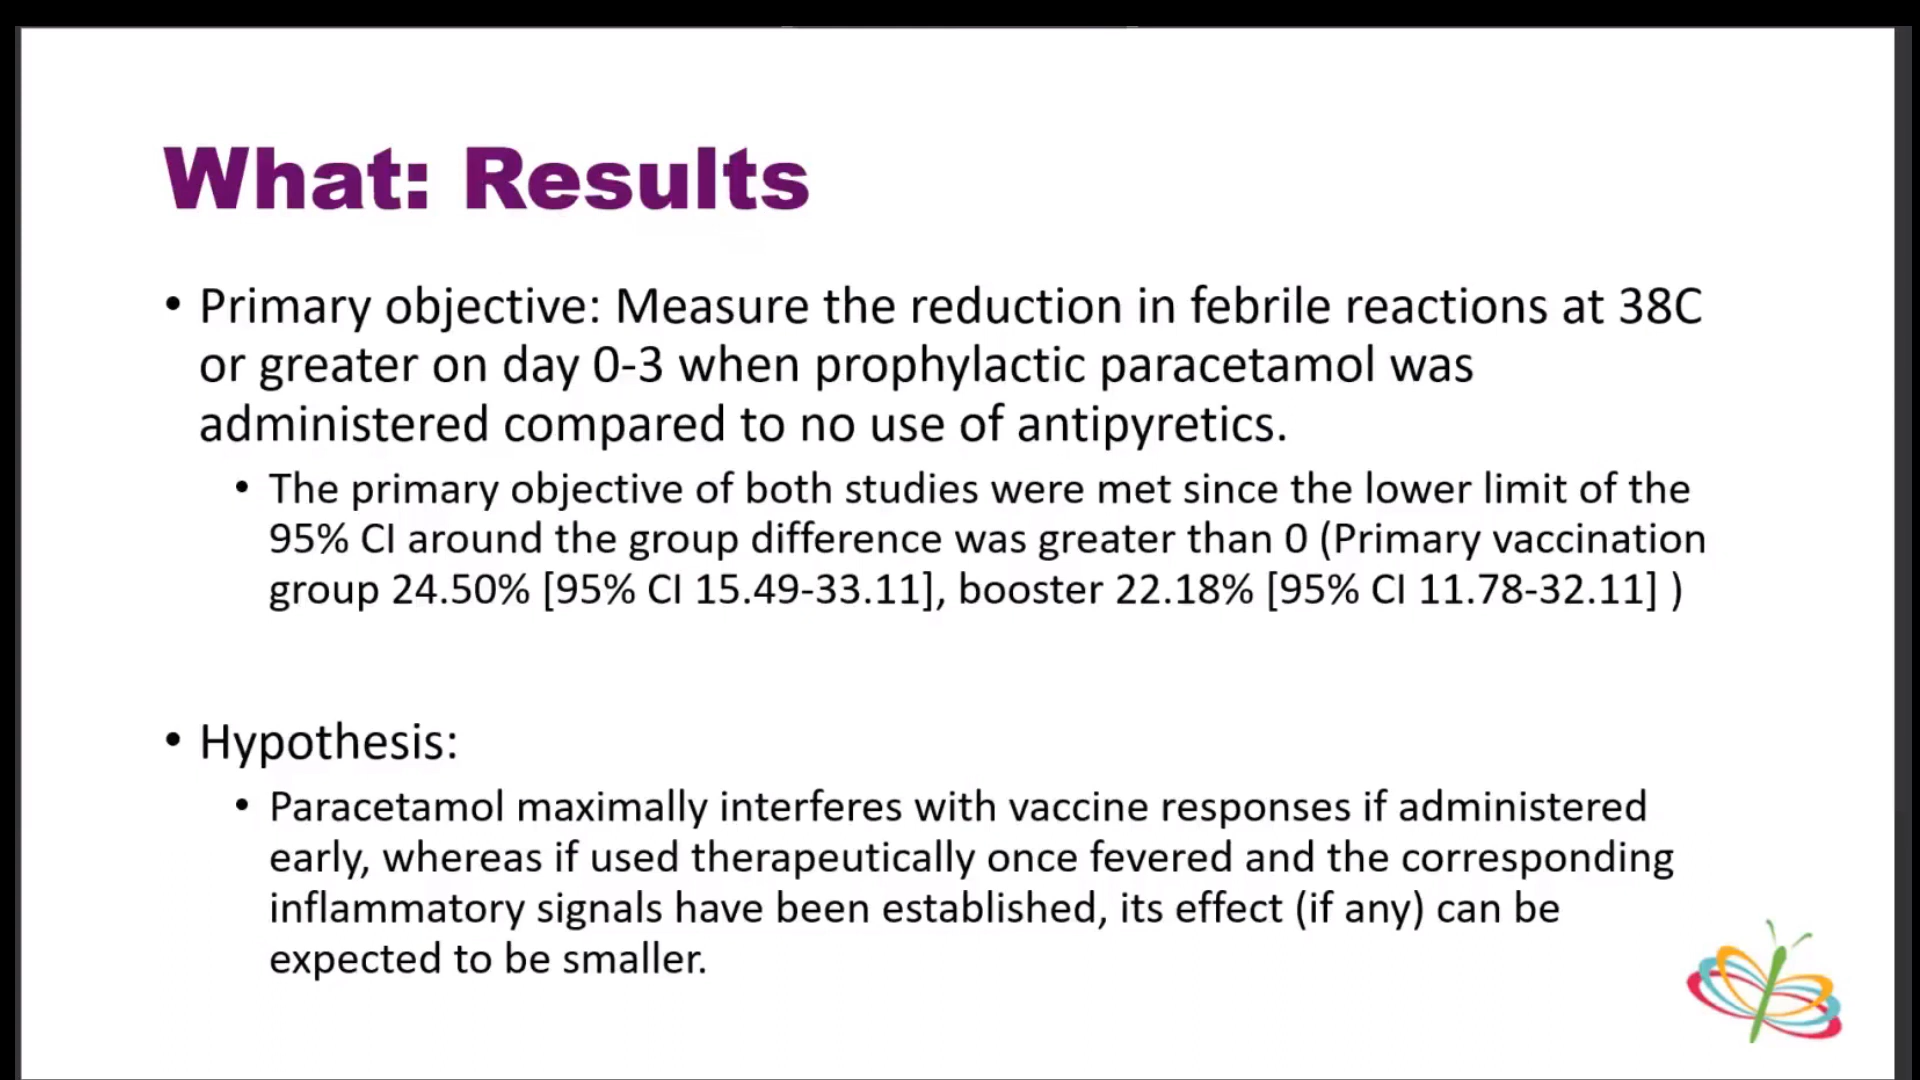 What: Results
• Primary objective: Measure the reduction in febrile reactions at 38C
or greater on day 0-3 when prophylactic paracetamol was
administered compared to no use of antipyretics.
• The primary objective of both studies were met since the lower limit of the
95% CI around the group difference was greater than 0 (Primary vaccination
group 24.50% [95% CI 15.49-33.11], booster 22.18% [95% CI 11.78-32.11] )
• Hypothesis:
• Paracetamol maximally interferes with vaccine responses if administered
early, whereas if used therapeutically once fevered and the corresponding
inflammatory signals have been established, its effect (if any) can be
expected to be smaller.